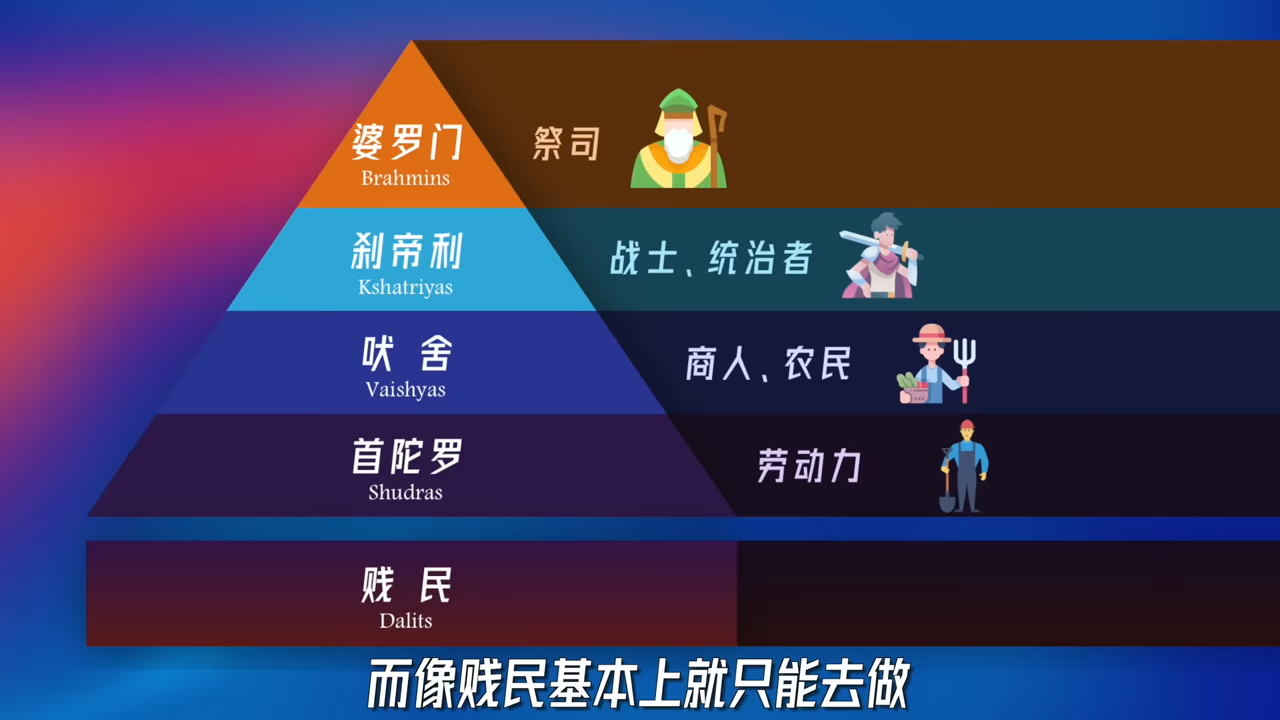 婆罗门
Brahmins
祭司
刹帝利
Kshatriyas
战士、统治者
吠舍
Vaishyas
商人、农民
首陀罗
Shudras
劳动力
贱民
Dalits
而像贱民基本上就只能去做